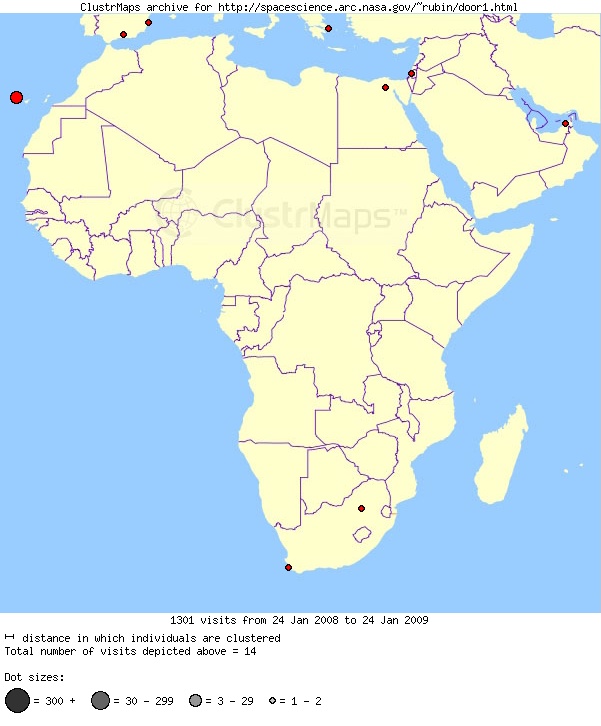 ClustrMaps archive for http://spacescience.arc.nasa.gov/~rubin/door1.html
ClustrMaps™
1301 visits from 24 Jan 2008 to 24 Jan 2009
distance in which individuals are clustered
Total number of visits depicted above = 14
Dot sizes:
= 300 + = 30 - 299 = 3 - 29 = 1 - 2